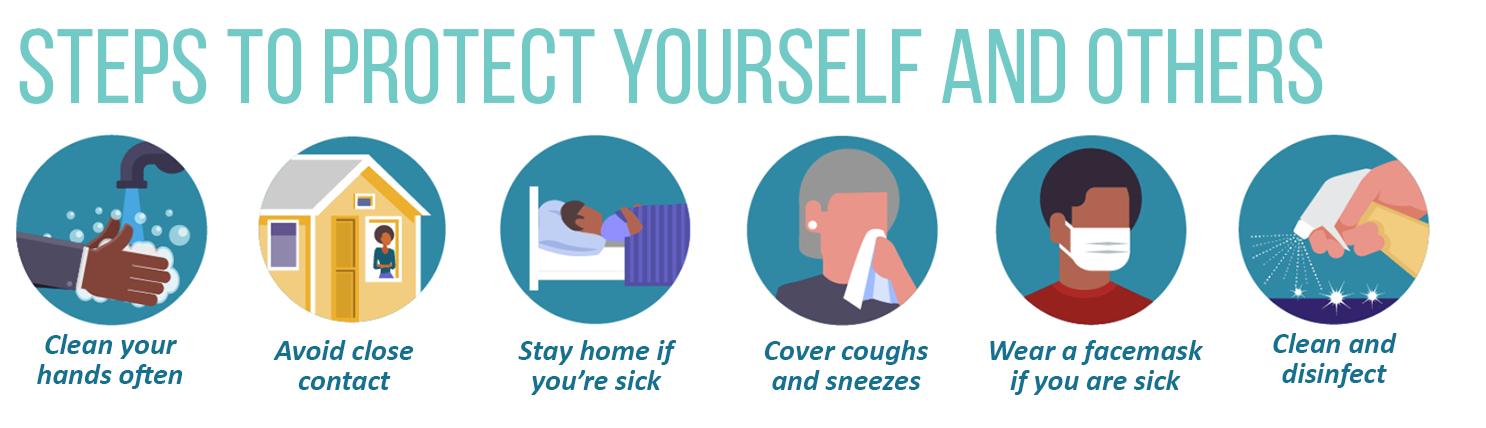 STEPS TO PROTECT YOURSELF AND OTHERS
Clean your
hands often
Avoid close
contact
Stay home if
you're sick
Cover coughs
and sneezes
Wear a facemask
if you are sick
Clean and
disinfect